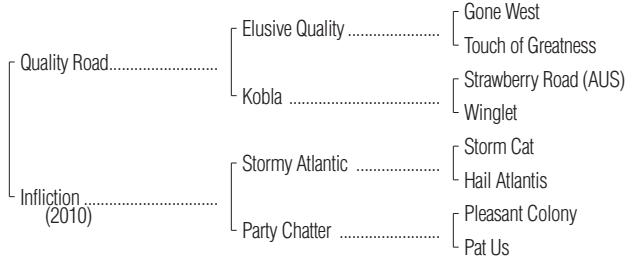 Gone West
Elusive Quality ....................
Touch of Greatness
Quality Road...........................
Strawberry Road (AUS)
Kobla ......................................
Winglet
Storm Cat
Stormy Atlantic .....................
Hail Atlantis
Infliction .................................
(2010)
Pleasant Colony
Party Chatter .........................
Pat Us